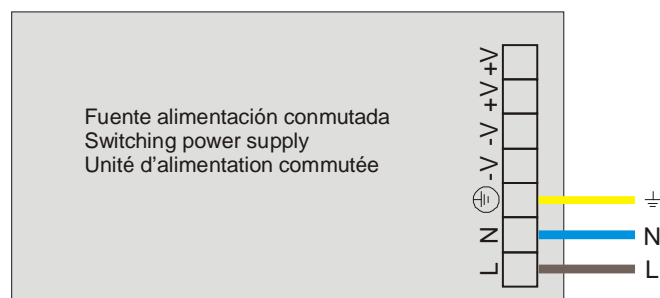 Fuente alimentación conmutada
Switching power supply
Unité d'alimentation commutée
+V
+V
-V
-V
N
L
N
L